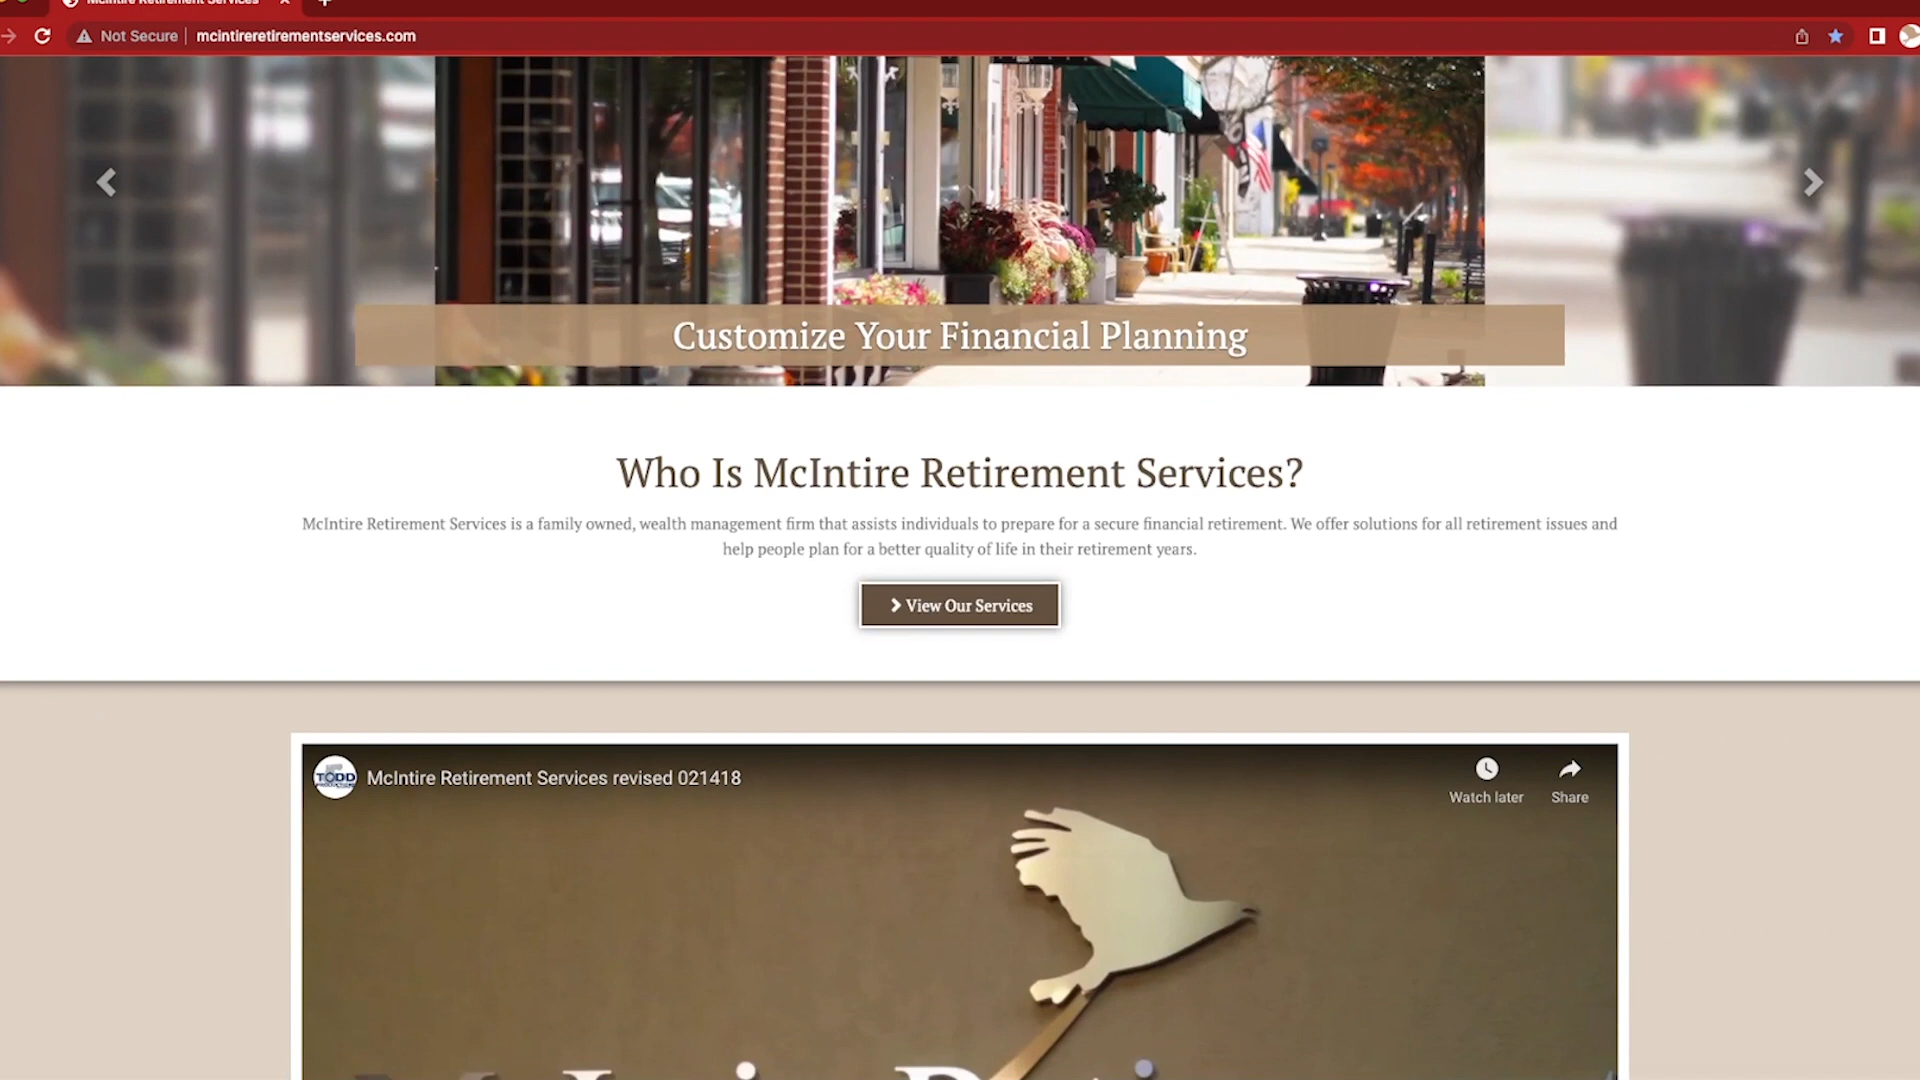 McIntire Retirement Services
Not Secure
mcintireretirementservices.com
Customize Your Financial Planning
Who Is McIntire Retirement Services?
McIntire Retirement Services is a family owned, wealth management firm that assists individuals to prepare for a secure financial retirement. We offer solutions for all retirement issues and
help people plan for a better quality of life in their retirement years.
View Our Services
TODD
McIntire Retirement Services revised 021418
Watch later
Share